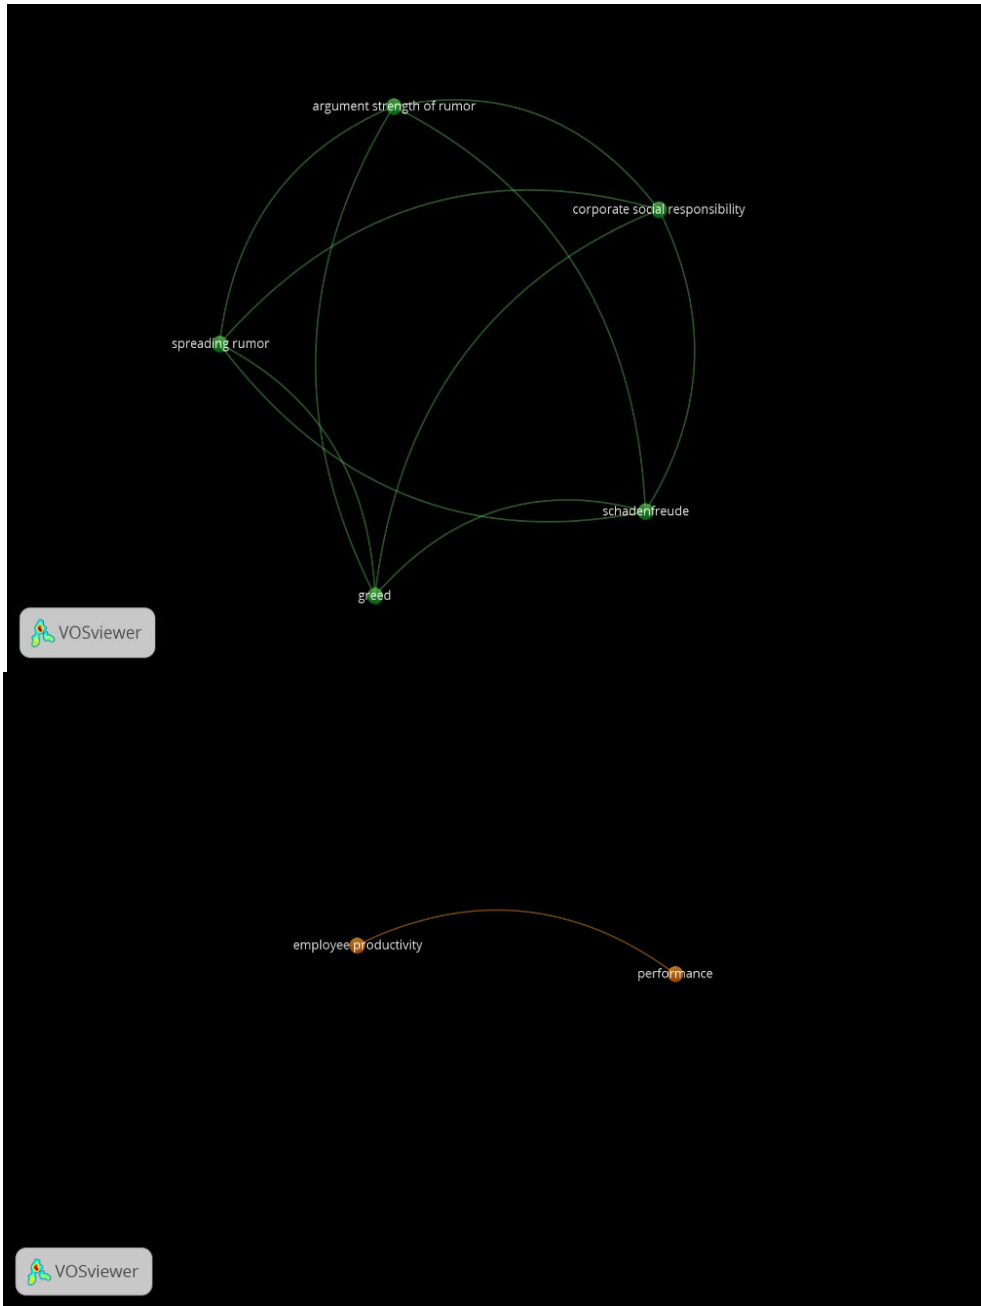 argument strength of rumor
corporate social responsibility
spreading rumor
schadenfreude
greed
VOSviewer
employee productivity
performance
VOSviewer